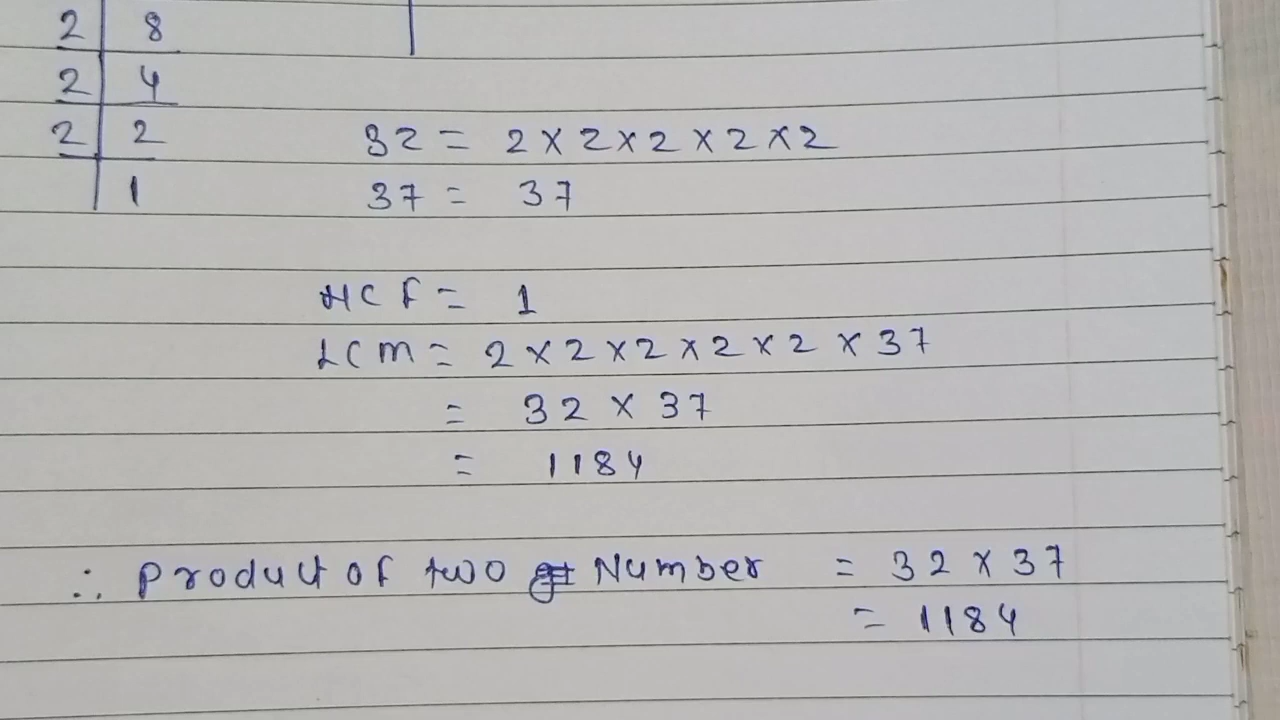 2 | 8
2 | 4
2 | 2
1
32 = 2 × 2 × 2 × 2 × 2
37 = 37
HCF = 1
LCM = 2 × 2 × 2 × 2 × 2 × 37
= 32 × 37
= 1184
∴ Product of two Number = 32 × 37
= 1184